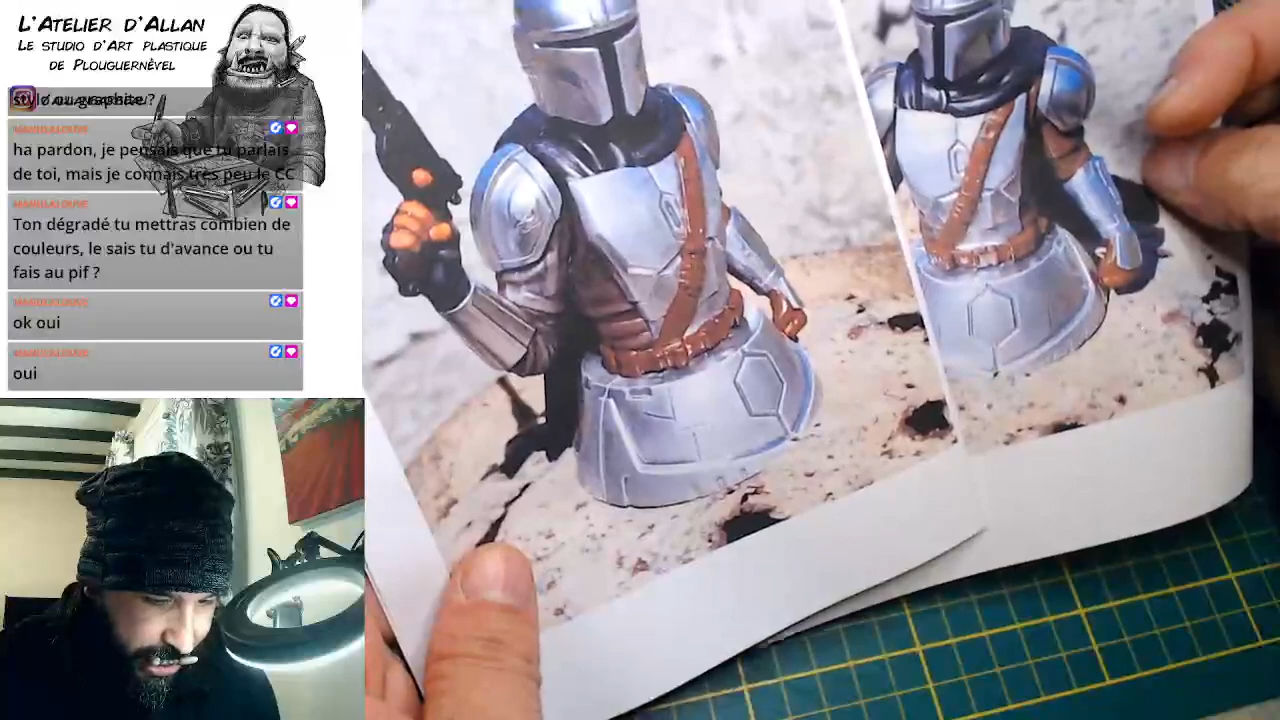 L'Atelier d'Allan
Le studio d'Art plastique
de Plouguernével
ha pardon, je pensais que tu parlais
de toi, mais je connais très peu le CC
Ton dégradé tu mettras combien de
couleurs, le sais tu d'avance ou tu
fais au pif ?
ok oui
oui